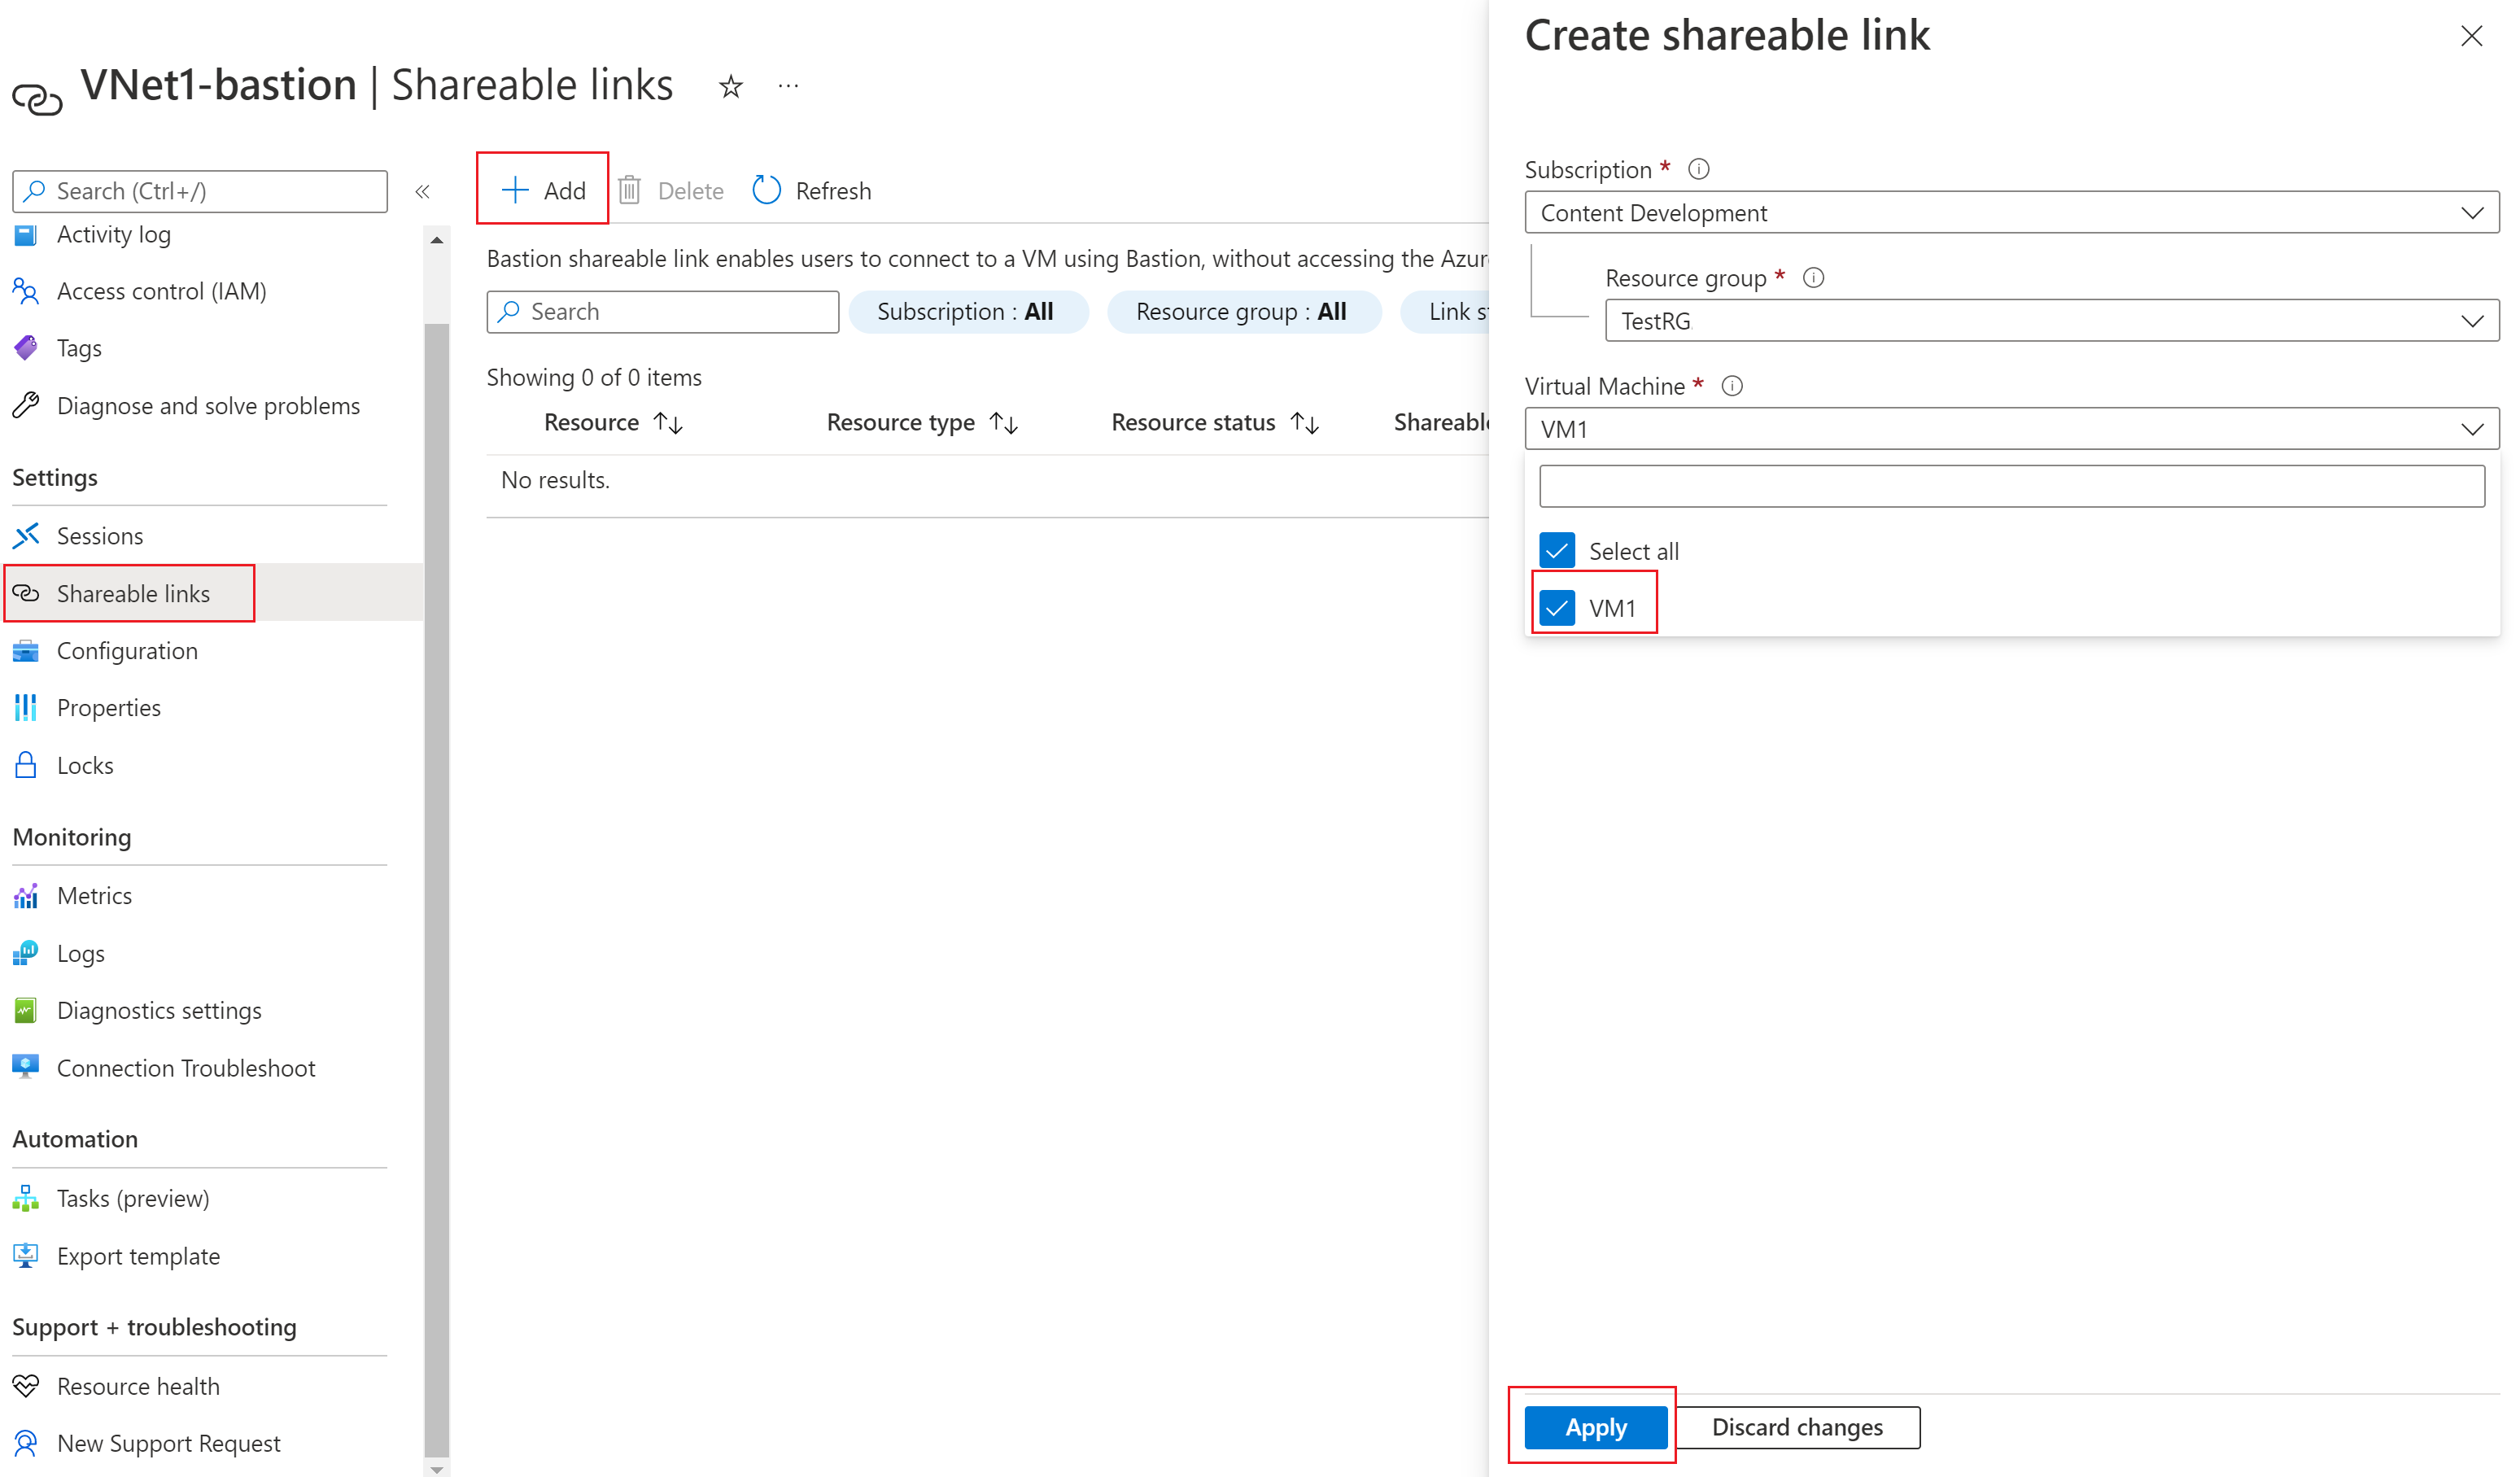 VNet1-bastion | Shareable links
Search (Ctrl+/)
Activity log
Access control (IAM)
Tags
Diagnose and solve problems
Settings
Sessions
Shareable links
Configuration
Properties
Locks
Monitoring
Metrics
Logs
Diagnostics settings
Connection Troubleshoot
Automation
Tasks (preview)
Export template
Support + troubleshooting
Resource health
New Support Request
Add Delete Refresh
Bastion shareable link enables users to connect to a VM using Bastion, without accessing the Azur
Search Subscription : All Resource group : All Link s
Showing 0 of 0 items
Resource Resource type Resource status Shareabl
No results.
Create shareable link
Subscription *
Content Development
Resource group *
TestRG
Virtual Machine *
VM1
Select all
VM1
Apply Discard changes